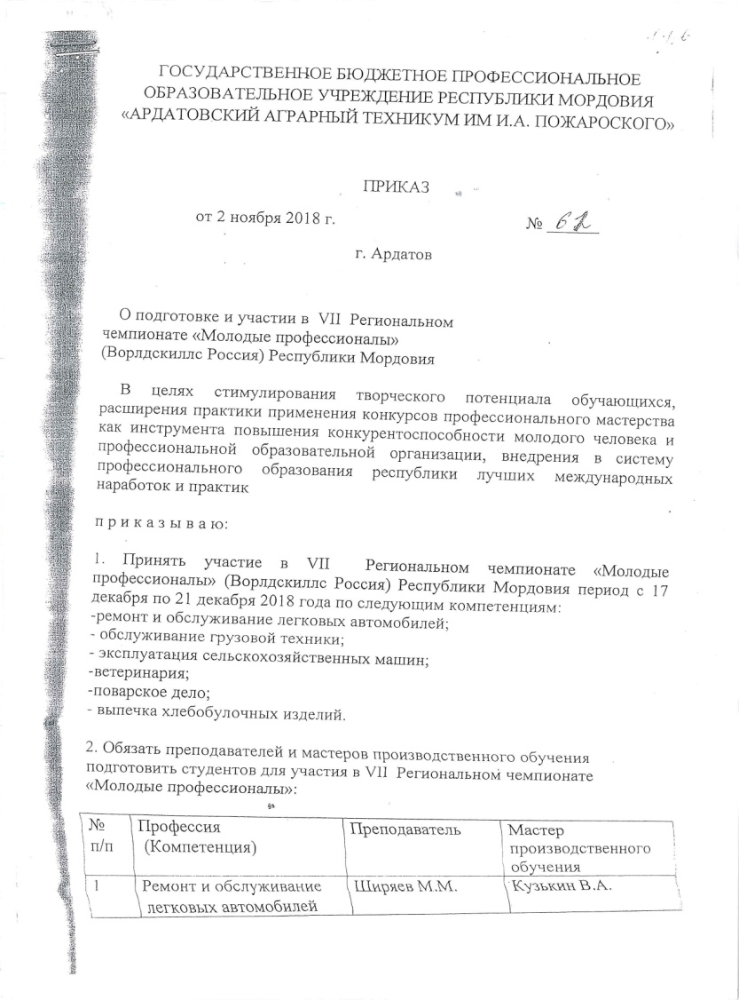 ГОСУДАРСТВЕННОЕ БЮДЖЕТНОЕ ПРОФЕССИОНАЛЬНОЕ
ОБРАЗОВАТЕЛЬНОЕ УЧРЕЖДЕНИЕ РЕСПУБЛИКИ МОРДОВИЯ
«АРДАТОВСКИЙ АГРАРНЫЙ ТЕХНИКУМ ИМ И.А. ПОЖАРОСКОГО»
ПРИКАЗ
от 2 ноября 2018 г. №
г. Ардатов
О подготовке и участии в VII Региональном
чемпионате «Молодые профессионалы»
(Ворлдскиллс Россия) Республики Мордовия
В целях стимулирования творческого потенциала обучающихся,
расширения практики применения конкурсов профессионального мастерства
как инструмента повышения конкурентоспособности молодого человека и
профессиональной образовательной организации, внедрения в систему
профессионального образования республики лучших международных
наработок и практик
п р и к а з ы в а ю:
1. Принять участие в VII Региональном чемпионате «Молодые
профессионалы» (Ворлдскиллс Россия) Республики Мордовия период с 17
декабря по 21 декабря 2018 года по следующим компетенциям:
-ремонт и обслуживание легковых автомобилей;
- обслуживание грузовой техники;
- эксплуатация сельскохозяйственных машин;
-ветеринария;
-поварское дело;
- выпечка хлебобулочных изделий.
2. Обязать преподавателей и мастеров производственного обучения
подготовить студентов для участия в VII Региональном чемпионате
«Молодые профессионалы»:
№ Профессия Преподаватель Мастер
п/п (Компетенция) производственного
обучения
1 Ремонт и обслуживание Ширяев М.М. Кузькин В.А.
легковых автомобилей